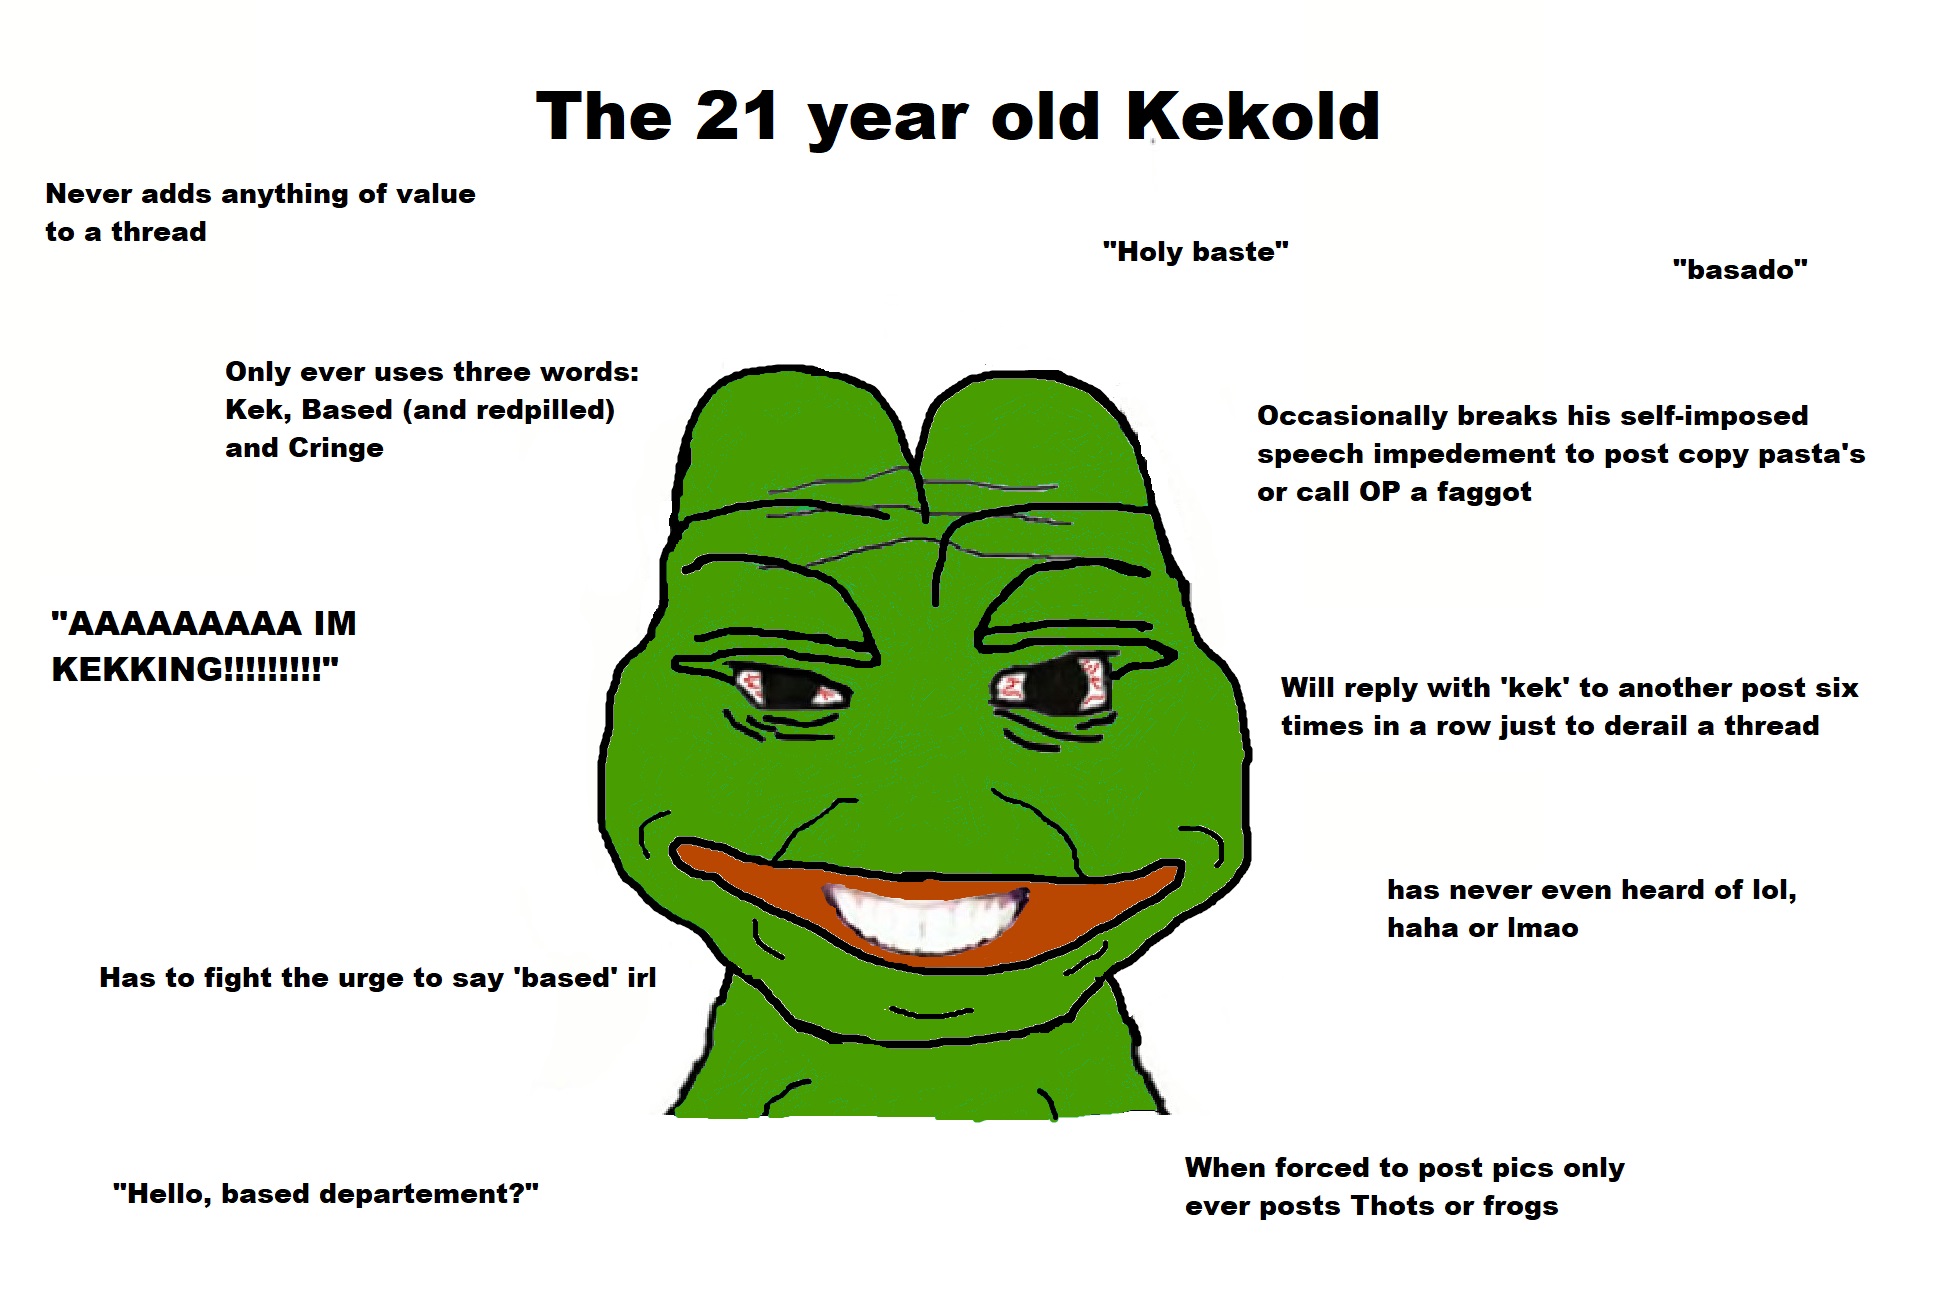 The 21 year old Kekold
Never adds anything of value
to a thread
"Holy baste"
"basado"
Only ever uses three words:
Kek, Based (and redpilled)
and Cringe
Occasionally breaks his self-imposed
speech impedement to post copy pasta's
or call OP a faggot
"AAAAAAAAA IM
KEKKING!!!!!!!!!"
Will reply with 'kek' to another post six
times in a row just to derail a thread
has never even heard of lol,
haha or lmao
Has to fight the urge to say 'based' irl
"Hello, based departement?"
When forced to post pics only
ever posts Thots or frogs